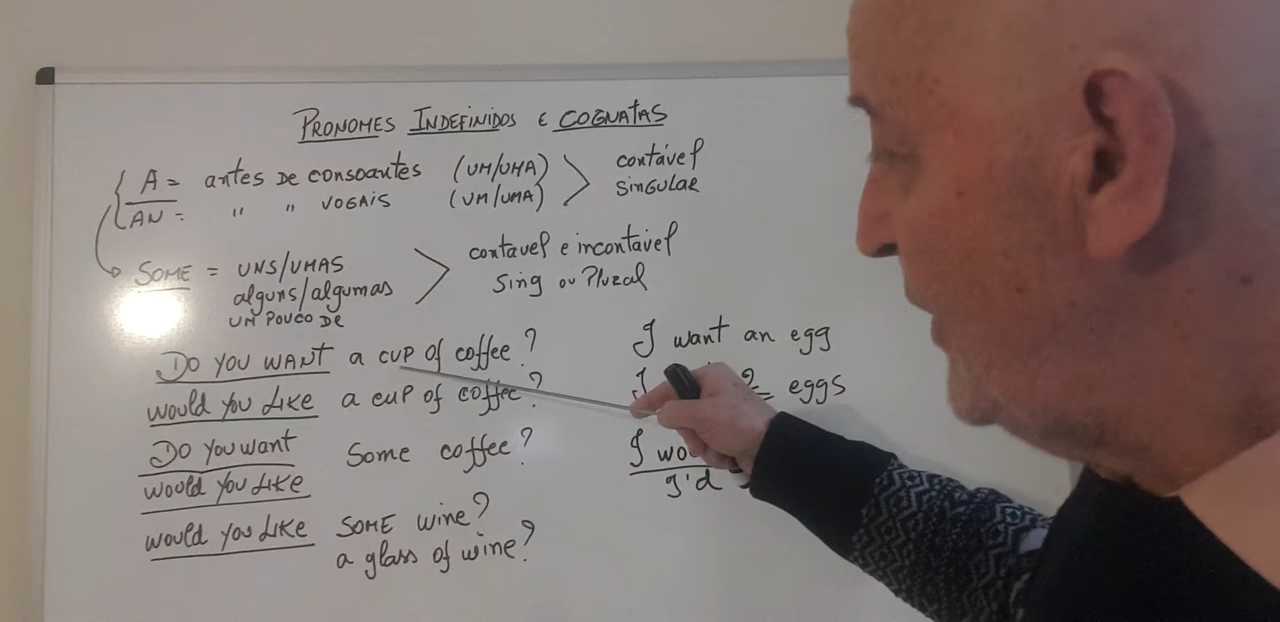 PRONOMES INDEFINIDOS E COGNATAS
A = antes DE consoantes (UM/UMA)
AN = " " VOGAIS (UM/UMA)
contável
singular
SOME = UNS/UMAS
alguns/algumas
UM POUCO DE
contavel e incontável
Sing ou Plural
DO YOU WANT a cup of coffee?
would you like a cup of coffee?
DO YOU want
would you like
Some coffee?
would you like SOME wine?
a glass of wine?
I want an egg
I eggs
I
I'd